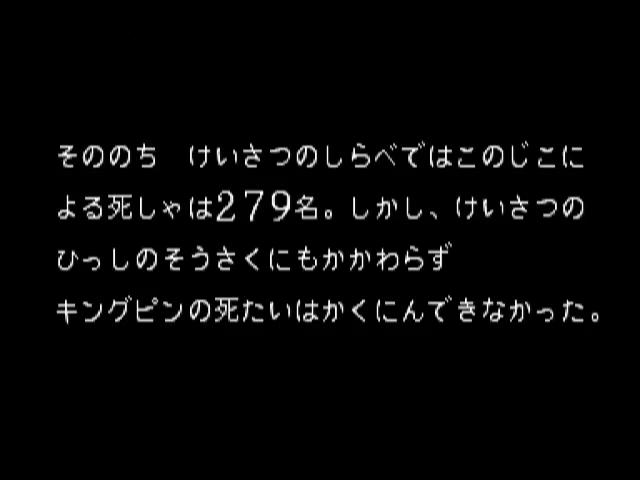 そののち　けいさつのしらべではこのじこに
よる死しゃは279名。しかし、けいさつの
ひっしのそうさくにもかかわらず
キングピンの死たいはかくにんできなかった。